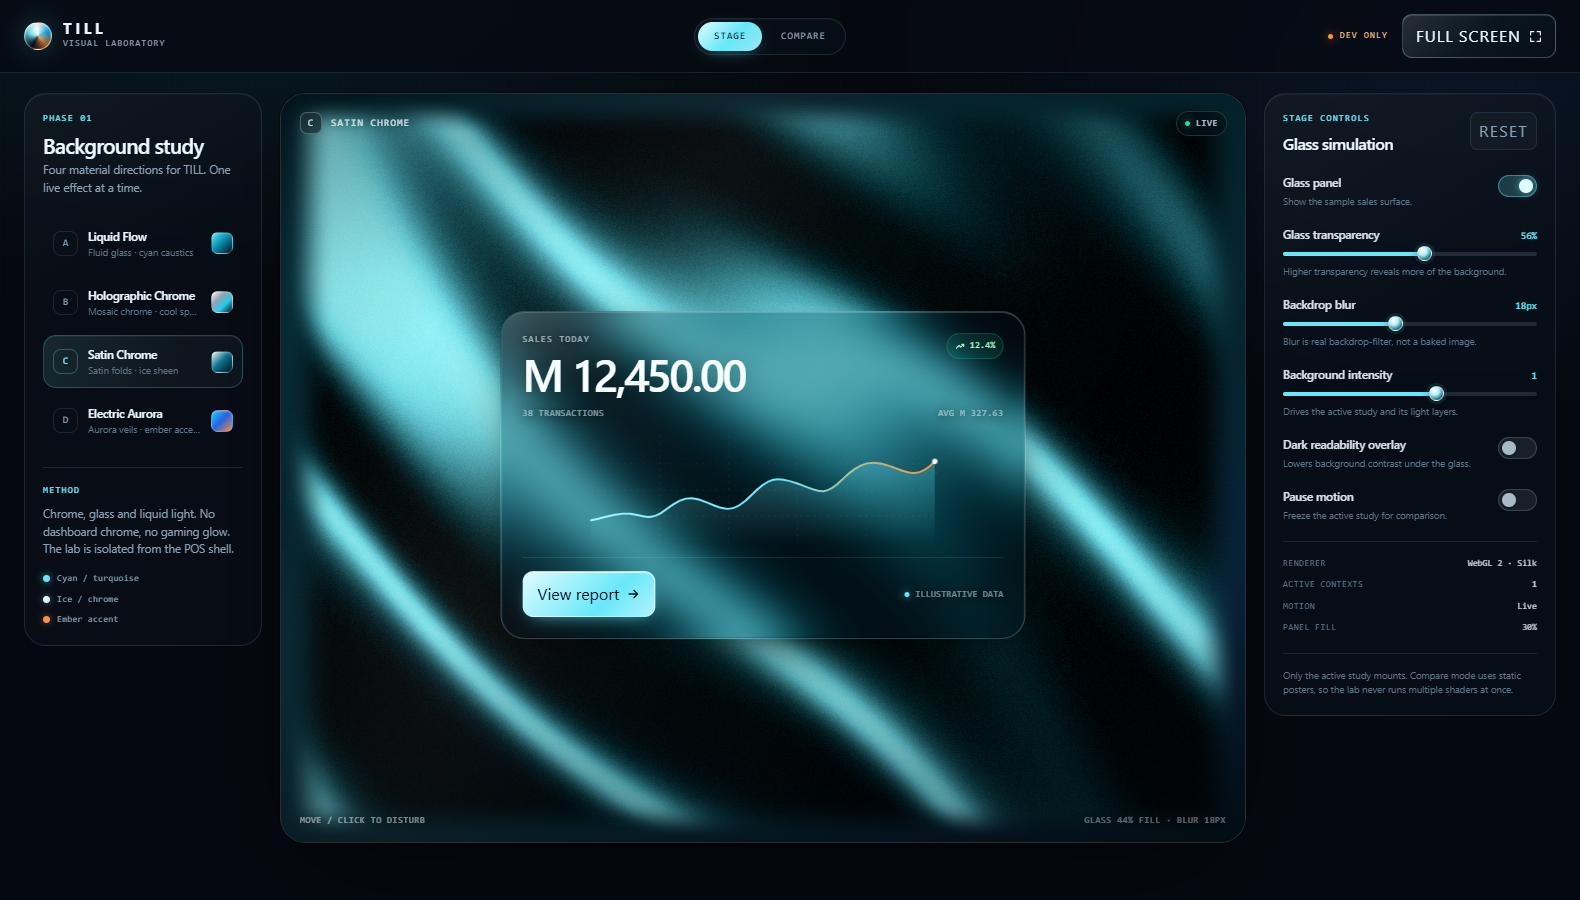 TILL
VISUAL LABORATORY
STAGE
COMPARE
DEV ONLY
FULL SCREEN
PHASE 01
Background study
Four material directions for TILL. One
live effect at a time.
A
Liquid Flow
Fluid glass · cyan caustics
B
Holographic Chrome
Mosaic chrome · cool sp...
C
Satin Chrome
Satin folds · ice sheen
D
Electric Aurora
Aurora veils · ember acce...
METHOD
Chrome, glass and liquid light. No
dashboard chrome, no gaming glow.
The lab is isolated from the POS shell.
Cyan / turquoise
Ice / chrome
Ember accent
C
SATIN CHROME
LIVE
SALES TODAY
12.4%
M 12,450.00
38 TRANSACTIONS
AVG M 327.63
View report →
ILLUSTRATIVE DATA
MOVE / CLICK TO DISTURB
GLASS 44% FILL · BLUR 18PX
STAGE CONTROLS
Glass simulation
RESET
Glass panel
Show the sample sales surface.
Glass transparency
56%
Higher transparency reveals more of the background.
Backdrop blur
18px
Blur is real backdrop-filter, not a baked image.
Background intensity
1
Drives the active study and its light layers.
Dark readability overlay
Lowers background contrast under the glass.
Pause motion
Freeze the active study for comparison.
RENDERER
WebGL 2 · Silk
ACTIVE CONTEXTS
1
MOTION
Live
PANEL FILL
30%
Only the active study mounts. Compare mode uses static
posters, so the lab never runs multiple shaders at once.